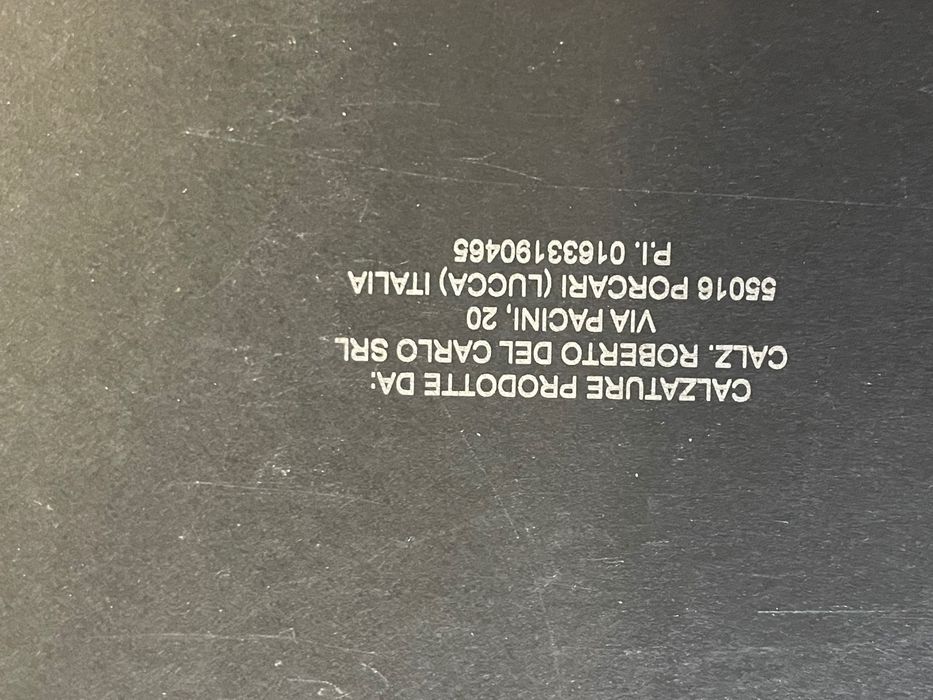 CALZATURE PRODOTTE DA:
CALZ. ROBERTO DEL CARLO SRL
VIA PACINI, 20
55016 PORCARI (LUCCA) ITALIA
P.I. 01633190465